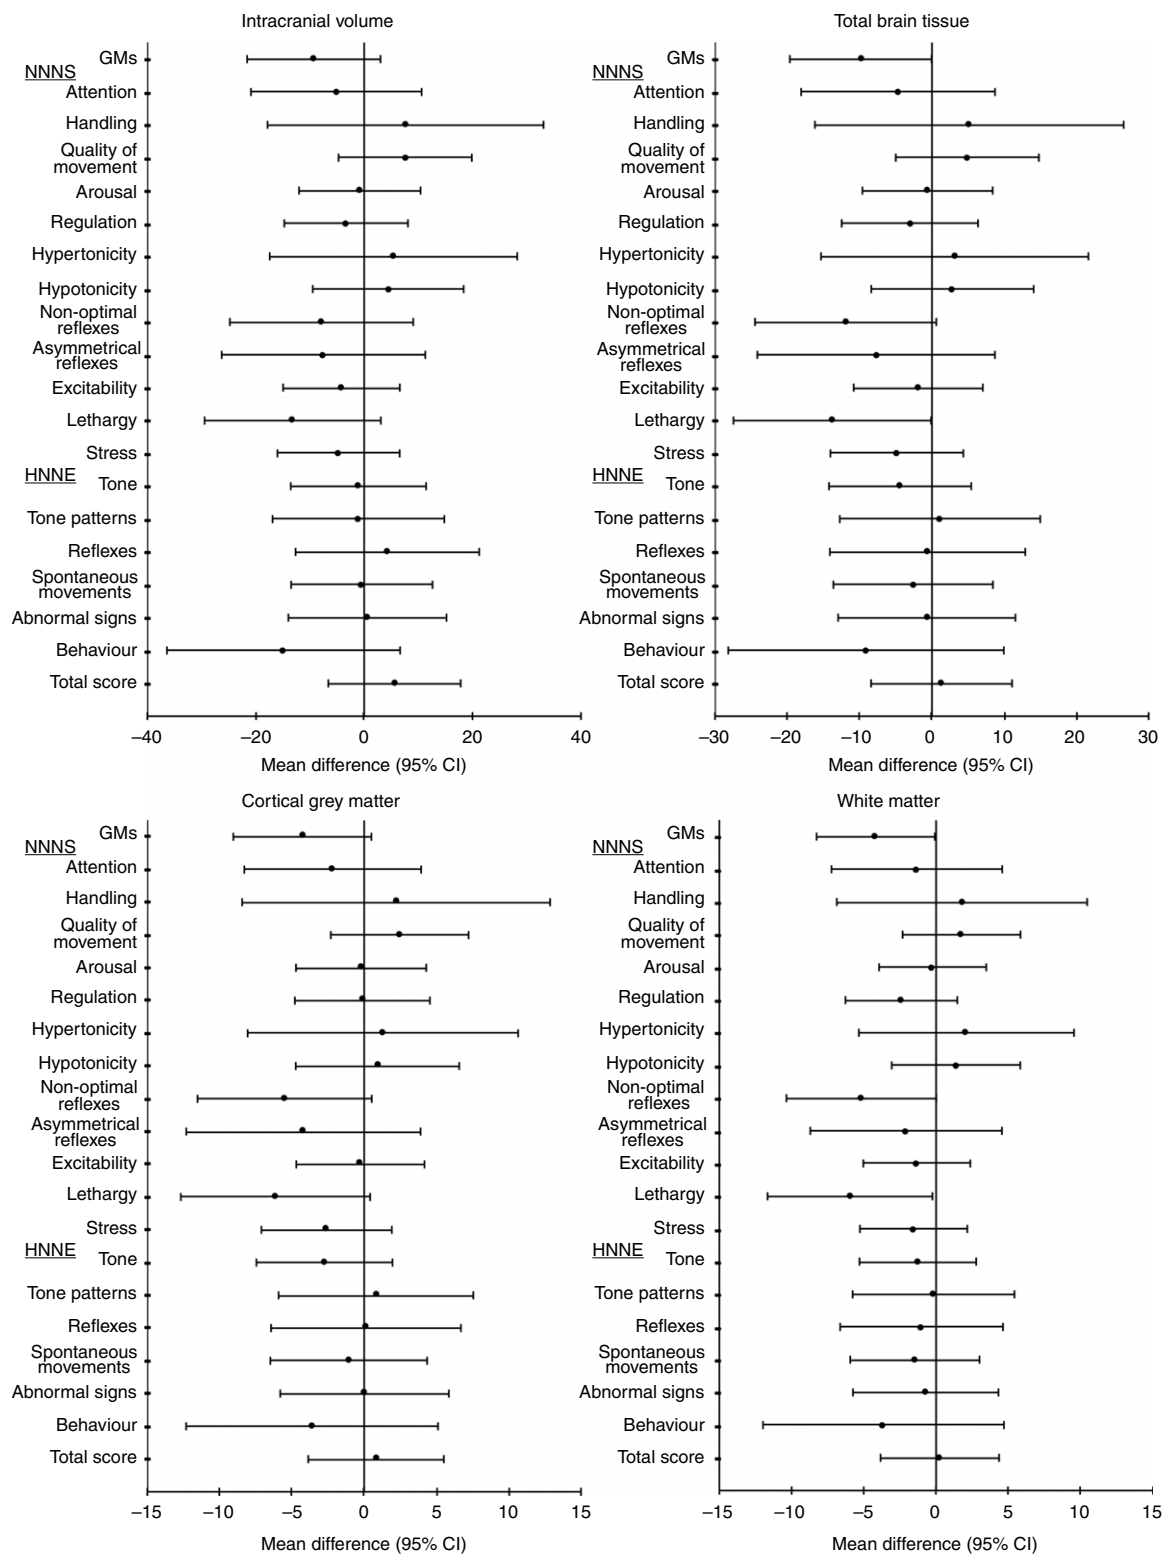 Intracranial volume
GMs
NNNS
Attention
Handling
Quality of
movement
Arousal
Regulation
Hypertonicity
Hypotonicity
Non-optimal
reflexes
Asymmetrical
reflexes
Excitability
Lethargy
Stress
HNNE
Tone
Tone patterns
Reflexes
Spontaneous
movements
Abnormal signs
Behaviour
Total score
–40 –20 0 20 40
Mean difference (95% CI)
Total brain tissue
GMs
NNNS
Attention
Handling
Quality of
movement
Arousal
Regulation
Hypertonicity
Hypotonicity
Non-optimal
reflexes
Asymmetrical
reflexes
Excitability
Lethargy
Stress
HNNE
Tone
Tone patterns
Reflexes
Spontaneous
movements
Abnormal signs
Behaviour
Total score
–30 –20 –10 0 10 20 30
Mean difference (95% CI)
Cortical grey matter
GMs
NNNS
Attention
Handling
Quality of
movement
Arousal
Regulation
Hypertonicity
Hypotonicity
Non-optimal
reflexes
Asymmetrical
reflexes
Excitability
Lethargy
Stress
HNNE
Tone
Tone patterns
Reflexes
Spontaneous
movements
Abnormal signs
Behaviour
Total score
–15 –10 –5 0 5 10 15
Mean difference (95% CI)
White matter
GMs
NNNS
Attention
Handling
Quality of
movement
Arousal
Regulation
Hypertonicity
Hypotonicity
Non-optimal
reflexes
Asymmetrical
reflexes
Excitability
Lethargy
Stress
HNNE
Tone
Tone patterns
Reflexes
Spontaneous
movements
Abnormal signs
Behaviour
Total score
–15 –10 –5 0 5 10 15
Mean difference (95% CI)